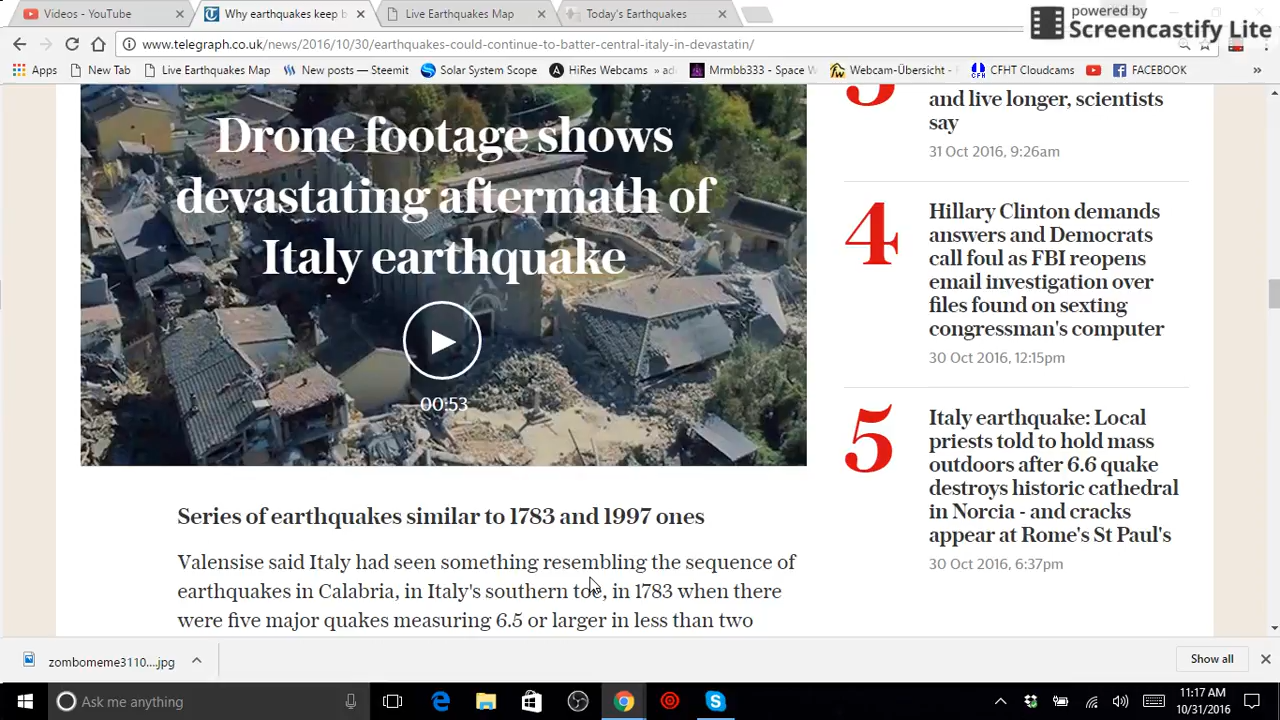 Videos - YouTube
Why earthquakes keep b
Live Earthquakes Map
Today's Earthquakes
powered by
Screencastify Lite
www.telegraph.co.uk/news/2016/10/30/earthquakes-could-continue-to-batter-central-italy-in-devastatin/
Apps
New Tab
Live Earthquakes Map
New posts — Steemit
Solar System Scope
HiRes Webcams
Mrmbb333 - Space W
Webcam-Übersicht -
CFH
CFHT Cloudcams
FACEBOOK
»
Drone footage shows
devastating aftermath of
Italy earthquake
00:53
Series of earthquakes similar to 1783 and 1997 ones
Valensise said Italy had seen something resembling the sequence of
earthquakes in Calabria, in Italy's southern toe, in 1783 when there
were five major quakes measuring 6.5 or larger in less than two
3
and live longer, scientists
say
31 Oct 2016, 9:26am
4
Hillary Clinton demands
answers and Democrats
call foul as FBI reopens
email investigation over
files found on sexting
congressman's computer
30 Oct 2016, 12:15pm
5
Italy earthquake: Local
priests told to hold mass
outdoors after 6.6 quake
destroys historic cathedral
in Norcia - and cracks
appear at Rome's St Paul's
30 Oct 2016, 6:37pm
zombomeme3110....jpg
Show all
Ask me anything
11:17 AM
10/31/2016